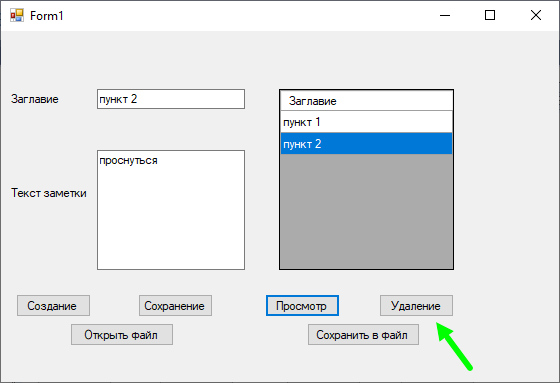 Form1
Заглавие
пункт 2
Заглавие
пункт 1
пункт 2
Текст заметки
проснуться
Создание
Сохранение
Просмотр
Удаление
Открыть файл
Сохранить в файл